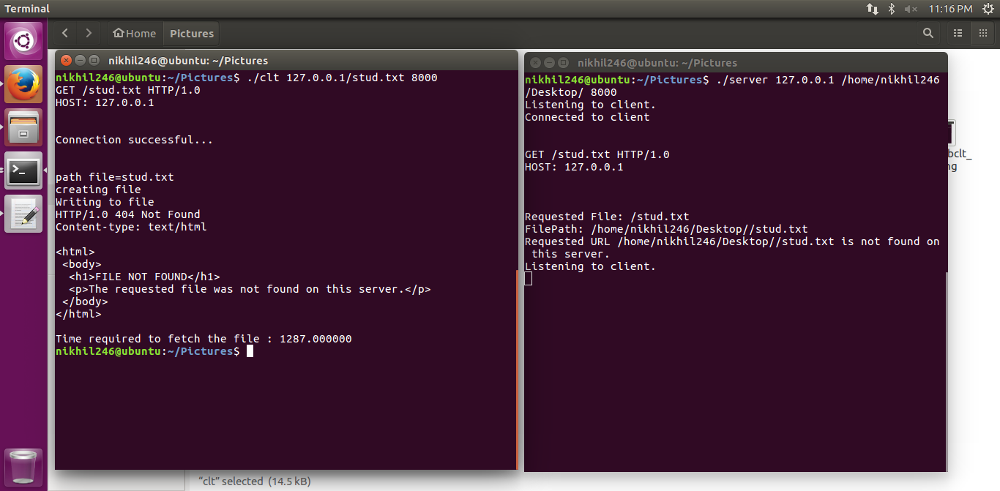 Terminal
11:16 PM
Home
Pictures
nikhil246@ubuntu: ~/Pictures
nikhil246@ubuntu:~/Pictures$ ./clt 127.0.0.1/stud.txt 8000
GET /stud.txt HTTP/1.0
HOST: 127.0.0.1
Connection successful...
path file=stud.txt
creating file
Writing to file
HTTP/1.0 404 Not Found
Content-type: text/html
<html>
<body>
<h1>FILE NOT FOUND</h1>
<p>The requested file was not found on this server.</p>
</body>
</html>
Time required to fetch the file : 1287.000000
nikhil246@ubuntu:~/Pictures$
nikhil246@ubuntu: ~/Pictures
nikhil246@ubuntu:~/Pictures$ ./server 127.0.0.1 /home/nikhil246
/Desktop/ 8000
Listening to client.
Connected to client
GET /stud.txt HTTP/1.0
HOST: 127.0.0.1
Requested File: /stud.txt
FilePath: /home/nikhil246/Desktop//stud.txt
Requested URL /home/nikhil246/Desktop//stud.txt is not found on
this server.
Listening to client.
bclt_
ng
“clt” selected (14.5 kB)